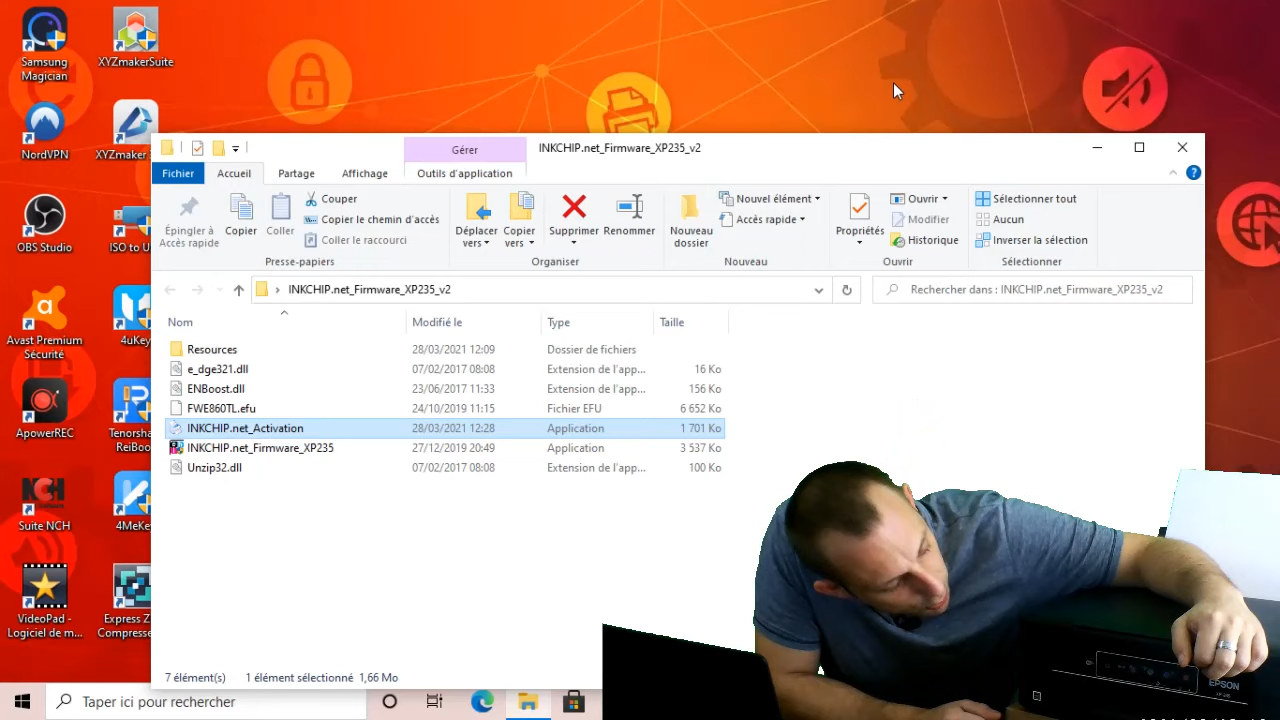 Samsung
Magician
XYZmakerSuite
NordVPN
XYZmaker
OBS Studio
ISO to U
Avast Premium
Sécurité
4uKey
ApowerREC
Tenorsha
ReiBoo
Suite NCH
4MeKe
VideoPad -
Logiciel de m...
Express Z
Compresse
Gérer
INKCHIP.net_Firmware_XP235_v2
Fichier
Accueil
Partage
Affichage
Outils d'application
Épingler à
Accès rapide
Copier
Coller
Couper
Copier le chemin d'accès
Coller le raccourci
Presse-papiers
Déplacer
vers
Copier
vers
Supprimer
Renommer
Organiser
Nouveau
dossier
Nouvel élément
Accès rapide
Nouveau
Propriétés
Ouvrir
Modifier
Historique
Ouvrir
Sélectionner tout
Aucun
Inverser la sélection
Sélectionner
INKCHIP.net_Firmware_XP235_v2
Rechercher dans : INKCHIP.net_Firmware_XP235_v2
Nom Modifié le Type Taille
Resources 28/03/2021 12:09 Dossier de fichiers
e_dge321.dll 07/02/2017 08:08 Extension de l'app... 16 Ko
ENBoost.dll 23/06/2017 11:33 Extension de l'app... 156 Ko
FWE860TL.efu 24/10/2019 11:15 Fichier EFU 6 652 Ko
INKCHIP.net_Activation 28/03/2021 12:28 Application 1 701 Ko
INKCHIP.net_Firmware_XP235 27/12/2019 20:49 Application 3 537 Ko
Unzip32.dll 07/02/2017 08:08 Extension de l'app... 100 Ko
7 élément(s) 1 élément sélectionné 1,66 Mo
Taper ici pour rechercher
EPSON